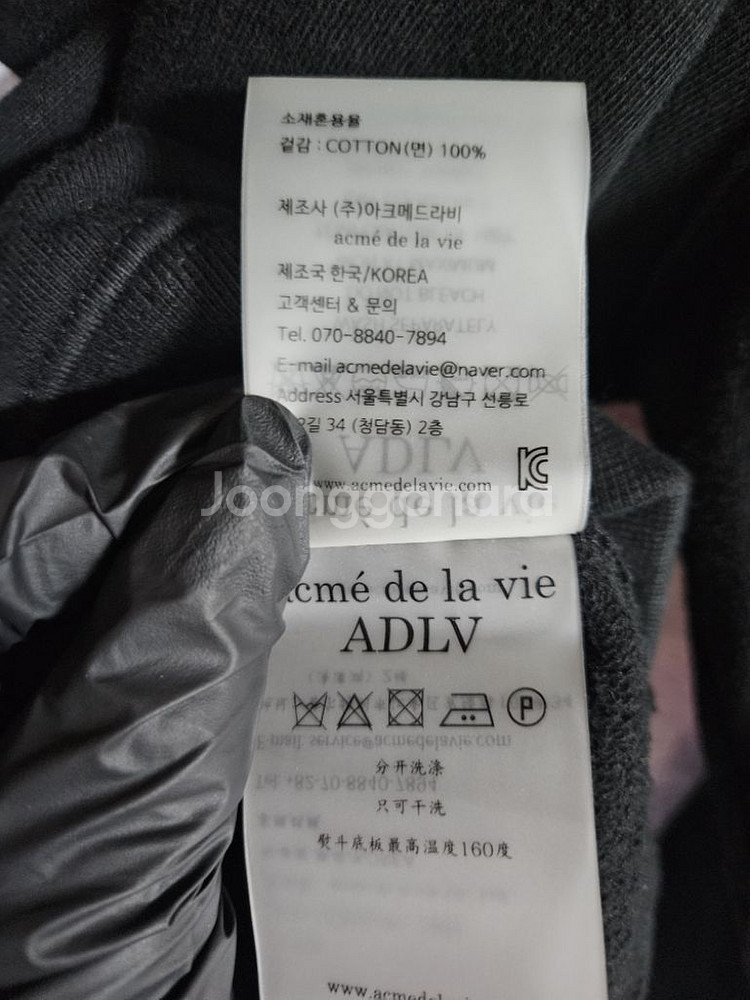 소재혼용율
겉감 : COTTON(면) 100%
제조사 (주)아크메드라비
acmé de la vie
제조국 한국/KOREA
고객센터 & 문의
Tel. 070-8840-7894
E-mail acmedelavie@naver.com
Address 서울특별시 강남구 선릉로
길 34 (청담동) 2층
www.acmedelavie.com
Joonggonara
acmé de la vie
ADLV
P
分开洗涤
只可干洗
熨斗底板最高温度160度
www.acmedela